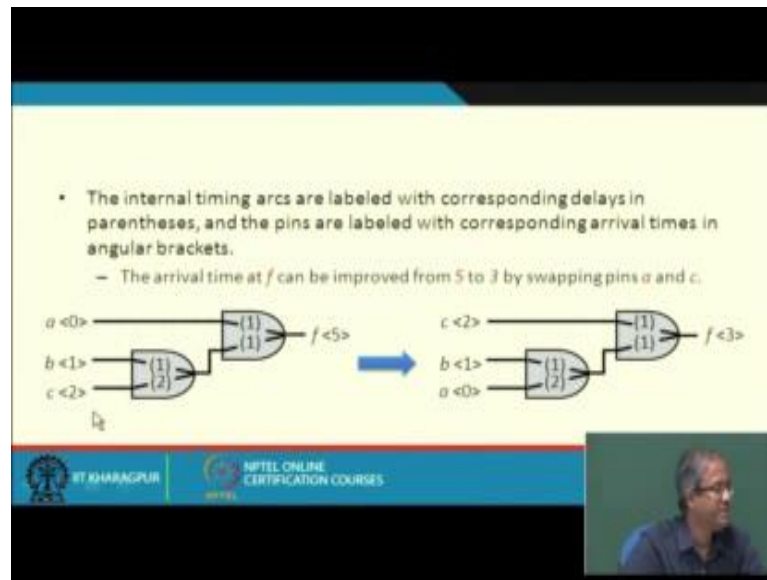 • The internal timing arcs are labeled with corresponding delays in
parentheses, and the pins are labeled with corresponding arrival times in
angular brackets.
– The arrival time at f can be improved from 5 to 3 by swapping pins a and c.
a <0>
(1)
(1)
f <5>
b <1>
(1)
(2)
c <2>
c <2>
(1)
(1)
f <3>
b <1>
(1)
(2)
a <0>
IIT KHARAGPUR
NPTEL ONLINE
CERTIFICATION COURSES
NPTEL